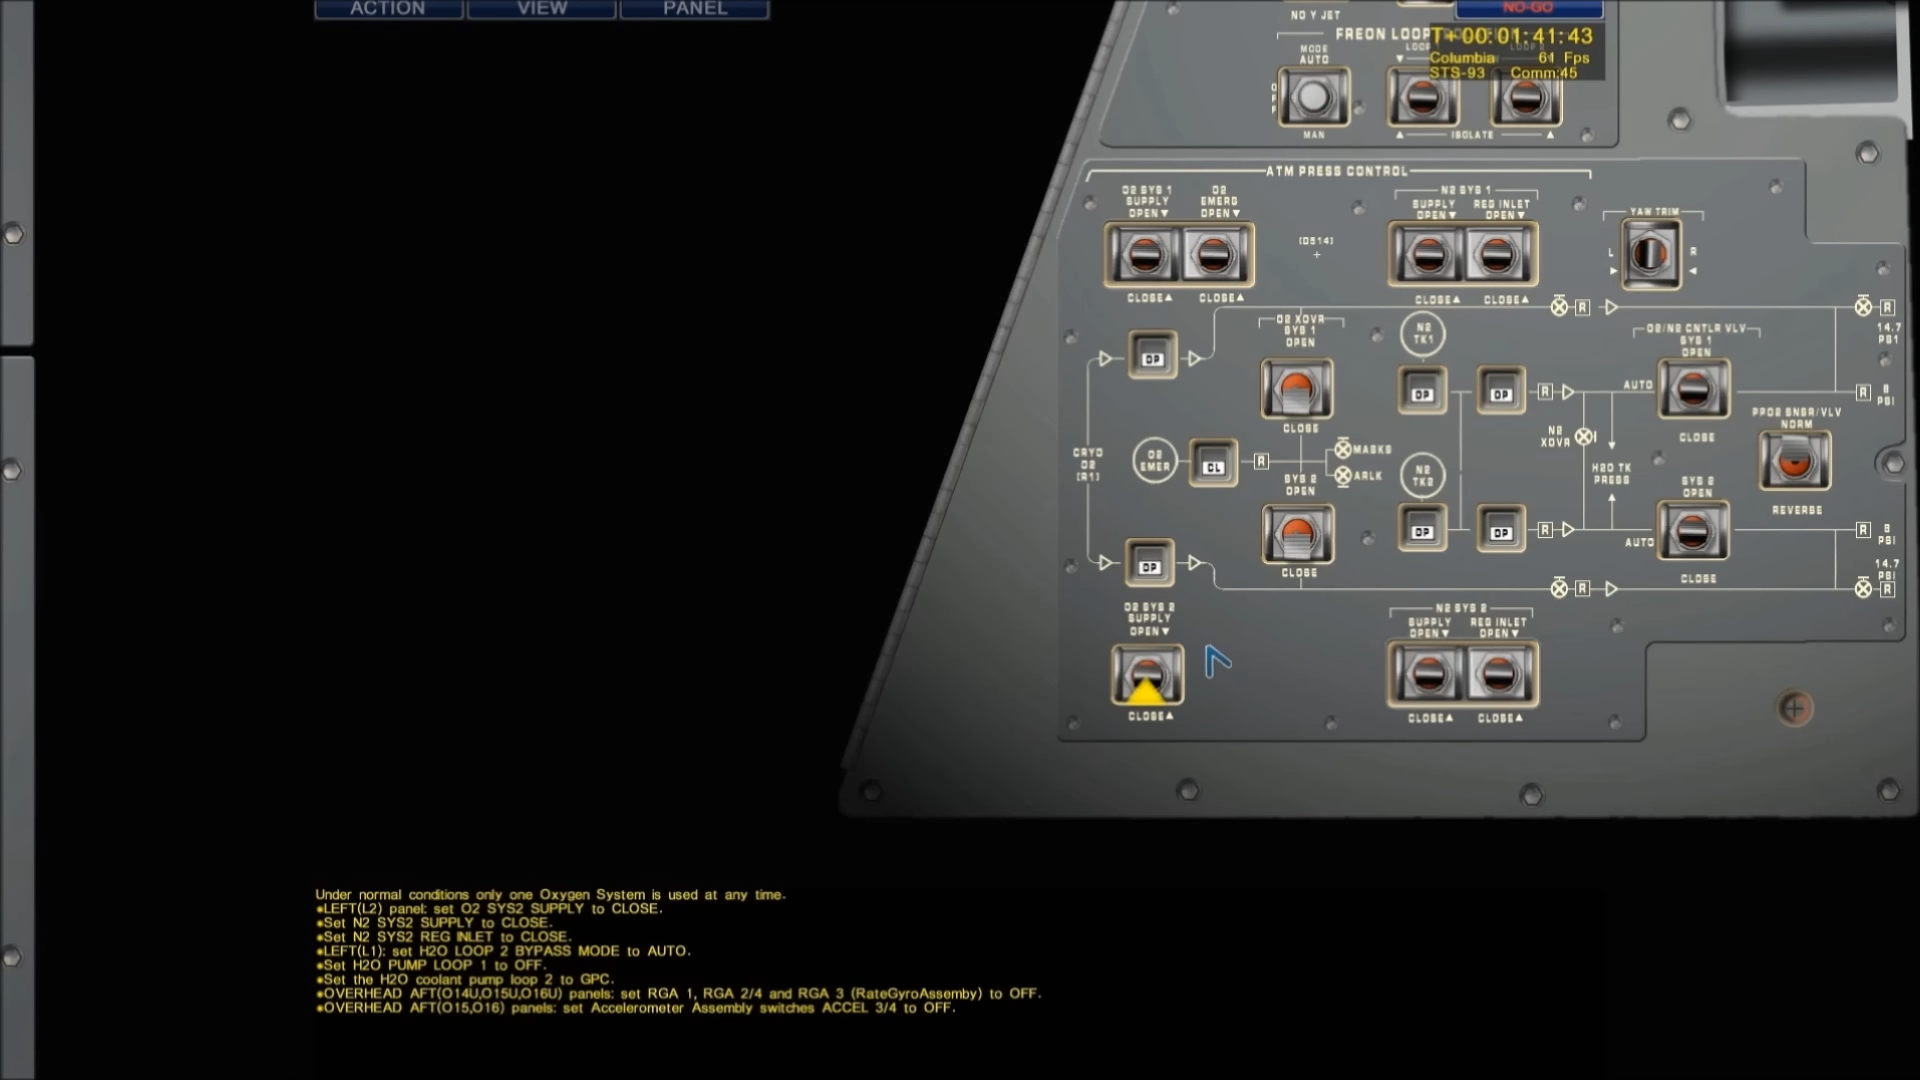 ACTION VIEW PANEL
NO-GO
NO Y JET
FREON LOOP
T+00:01:41:43
MODE
AUTO
Columbia 61 Fps
STS-93 Comm:45
MAN
▲ ISOLATE ▲
ATM PRESS CONTROL
O2 SYS 1
SUPPLY
OPEN▼
O2
EMERG
OPEN▼
N2 SYS 1
SUPPLY
OPEN▼
REG INLET
OPEN▼
YAW TRIM
L R
[0514]
CLOSE▲ CLOSE▲
CLOSE▲ CLOSE▲
R
R
14.7
PSI
O2 XOVR
SYS 1
OPEN
N2
TK1
O2/N2 CNTLR VLV
SYS 1
OPEN
DP
DP
DP
R
AUTO
R
8
PSI
CLOSE
N2
XOVR
CLOSE
PPO2 SNSR/VLV
NORM
REVERSE
CRYO
O2
(R1)
O2
EMER
CL
R
MASKS
ARLK
N2
TK2
H2O TK
PRESS
SYS 2
OPEN
SYS 2
OPEN
DP
DP
DP
R
AUTO
R
8
PSI
CLOSE
CLOSE
R
14.7
PSI
R
O2 SYS 2
SUPPLY
OPEN▼
CLOSE▲
N2 SYS 2
SUPPLY
OPEN▼
REG INLET
OPEN▼
CLOSE▲ CLOSE▲
Under normal conditions only one Oxygen System is used at any time.
*LEFT(L2) panel: set O2 SYS2 SUPPLY to CLOSE.
*Set N2 SYS2 SUPPLY to CLOSE.
*Set N2 SYS2 REG INLET to CLOSE.
*LEFT(L1): set H2O LOOP 2 BYPASS MODE to AUTO.
*Set H2O PUMP LOOP 1 to OFF.
*Set the H2O coolant pump loop 2 to GPC.
*OVERHEAD AFT(O14U,O15U,O16U) panels: set RGA 1, RGA 2/4 and RGA 3 (RateGyroAssemby) to OFF.
*OVERHEAD AFT(O15,O16) panels: set Accelerometer Assembly switches ACCEL 3/4 to OFF.